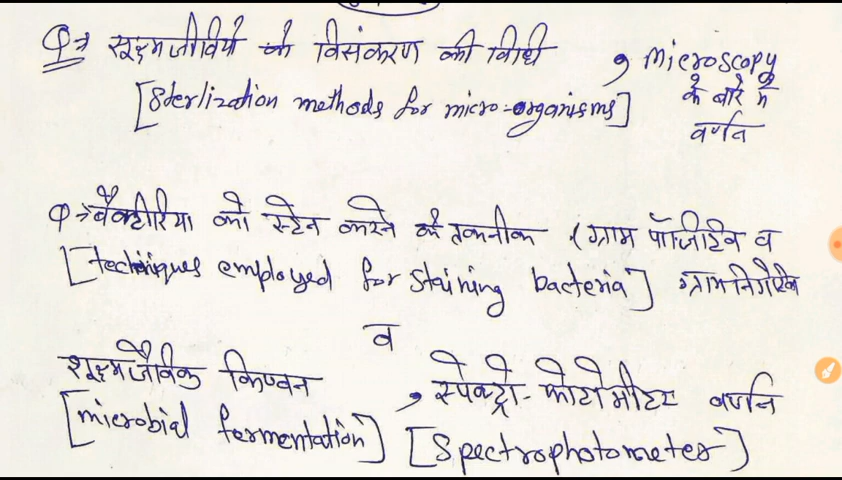 Q→ सूक्ष्मजीवियो के विसंकरण की विधि , Microscopy
के बारे में
[Sterlization methods for micro-organisms]
वर्णन
Q→ बैक्टीरिया को स्टेन करने के तकनीक (ग्राम पॉजिटिव व
[techniques employed for staining bacteria] ग्राम निगेटिव
व
शूक्ष्मजैविक किण्वन , स्पेक्ट्रो-फोटोमीटर वर्णन
[microbial fermentation] [Spectrophotometer]